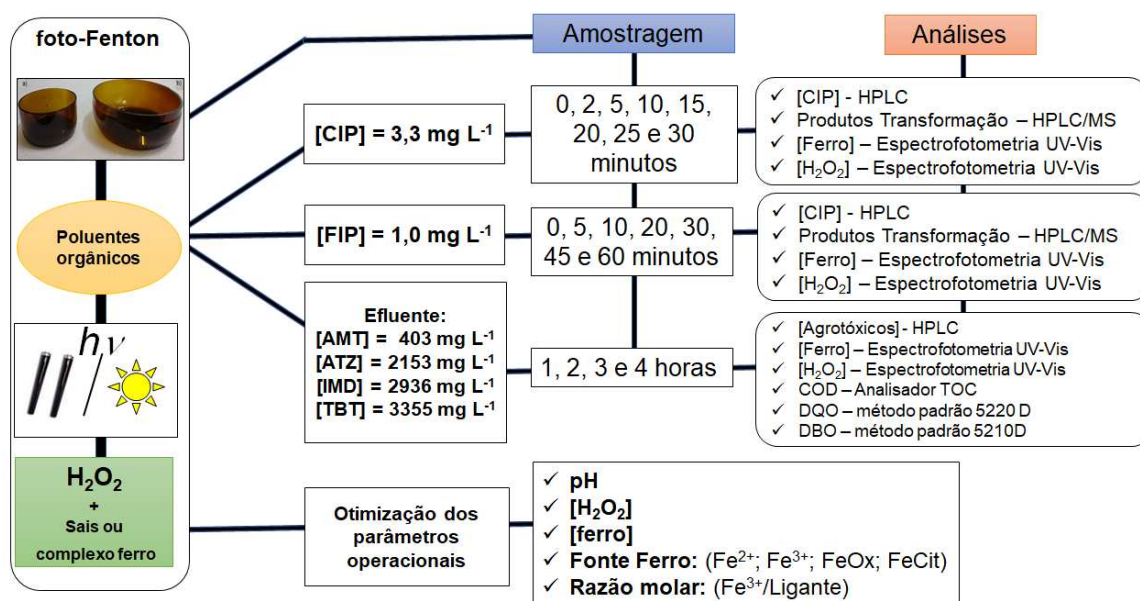 foto-Fenton
a)
b)
Poluentes
orgânicos
hν
H₂O₂
+
Sais ou
complexo ferro
[CIP] = 3,3 mg L⁻¹
[FIP] = 1,0 mg L⁻¹
Efluente:
[AMT] = 403 mg L⁻¹
[ATZ] = 2153 mg L⁻¹
[IMD] = 2936 mg L⁻¹
[TBT] = 3355 mg L⁻¹
Otimização dos
parâmetros
operacionais
Amostragem
0, 2, 5, 10, 15,
20, 25 e 30
minutos
0, 5, 10, 20, 30,
45 e 60 minutos
1, 2, 3 e 4 horas
Análises
✓ [CIP] - HPLC
✓ Produtos Transformação – HPLC/MS
✓ [Ferro] – Espectrofotometria UV-Vis
✓ [H₂O₂] – Espectrofotometria UV-Vis
✓ [CIP] - HPLC
✓ Produtos Transformação – HPLC/MS
✓ [Ferro] – Espectrofotometria UV-Vis
✓ [H₂O₂] – Espectrofotometria UV-Vis
✓ [Agrotóxicos] - HPLC
✓ [Ferro] – Espectrofotometria UV-Vis
✓ [H₂O₂] – Espectrofotometria UV-Vis
✓ COD – Analisador TOC
✓ DQO – método padrão 5220 D
✓ DBO – método padrão 5210D
✓ pH
✓ [H₂O₂]
✓ [ferro]
✓ Fonte Ferro: (Fe²⁺; Fe³⁺; FeOx; FeCit)
✓ Razão molar: (Fe³⁺/Ligante)